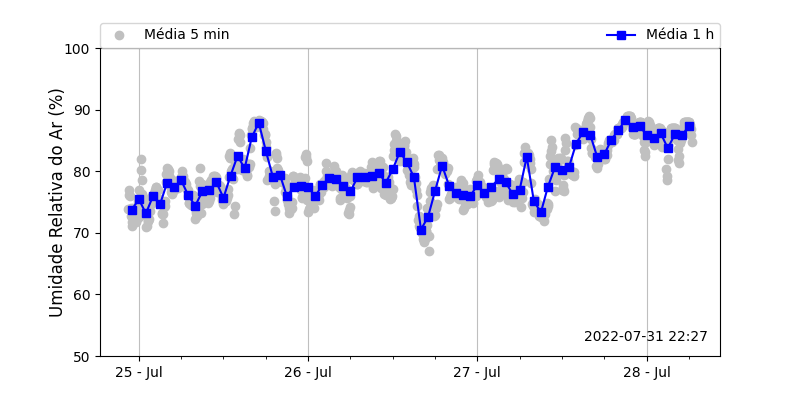 Média 5 min
Média 1 h
100
90
80
70
60
50
Umidade Relativa do Ar (%)
2022-07-31 22:27
25 - Jul
26 - Jul
27 - Jul
28 - Jul